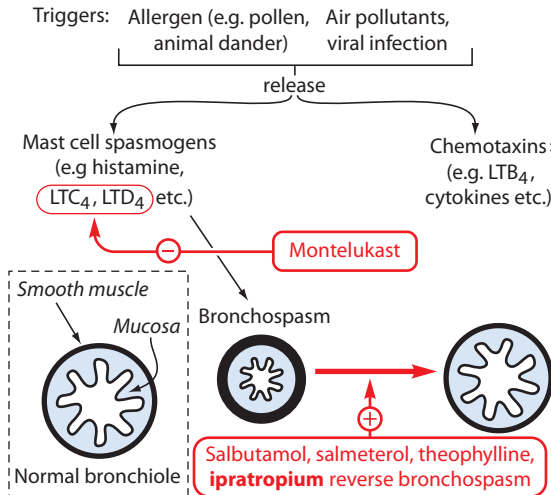 Triggers: Allergen (e.g. pollen, animal dander) Air pollutants, viral infection
release
Mast cell spasmogens
(e.g histamine,
LTC4, LTD4 etc.)
Chemotaxins
(e.g. LTB4,
cytokines etc.)
Montelukast
Smooth muscle
Mucosa
Normal bronchiole
Bronchospasm
Salbutamol, salmeterol, theophylline,
ipratropium reverse bronchospasm